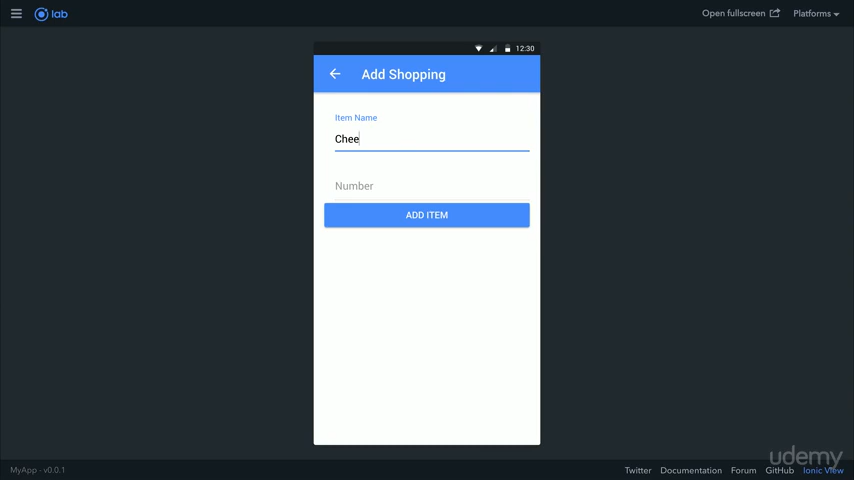 lab
Open fullscreen
Platforms
12:30
Add Shopping
Item Name
Chee
Number
ADD ITEM
udemy
MyApp - v0.0.1
Twitter Documentation Forum GitHub Ionic View